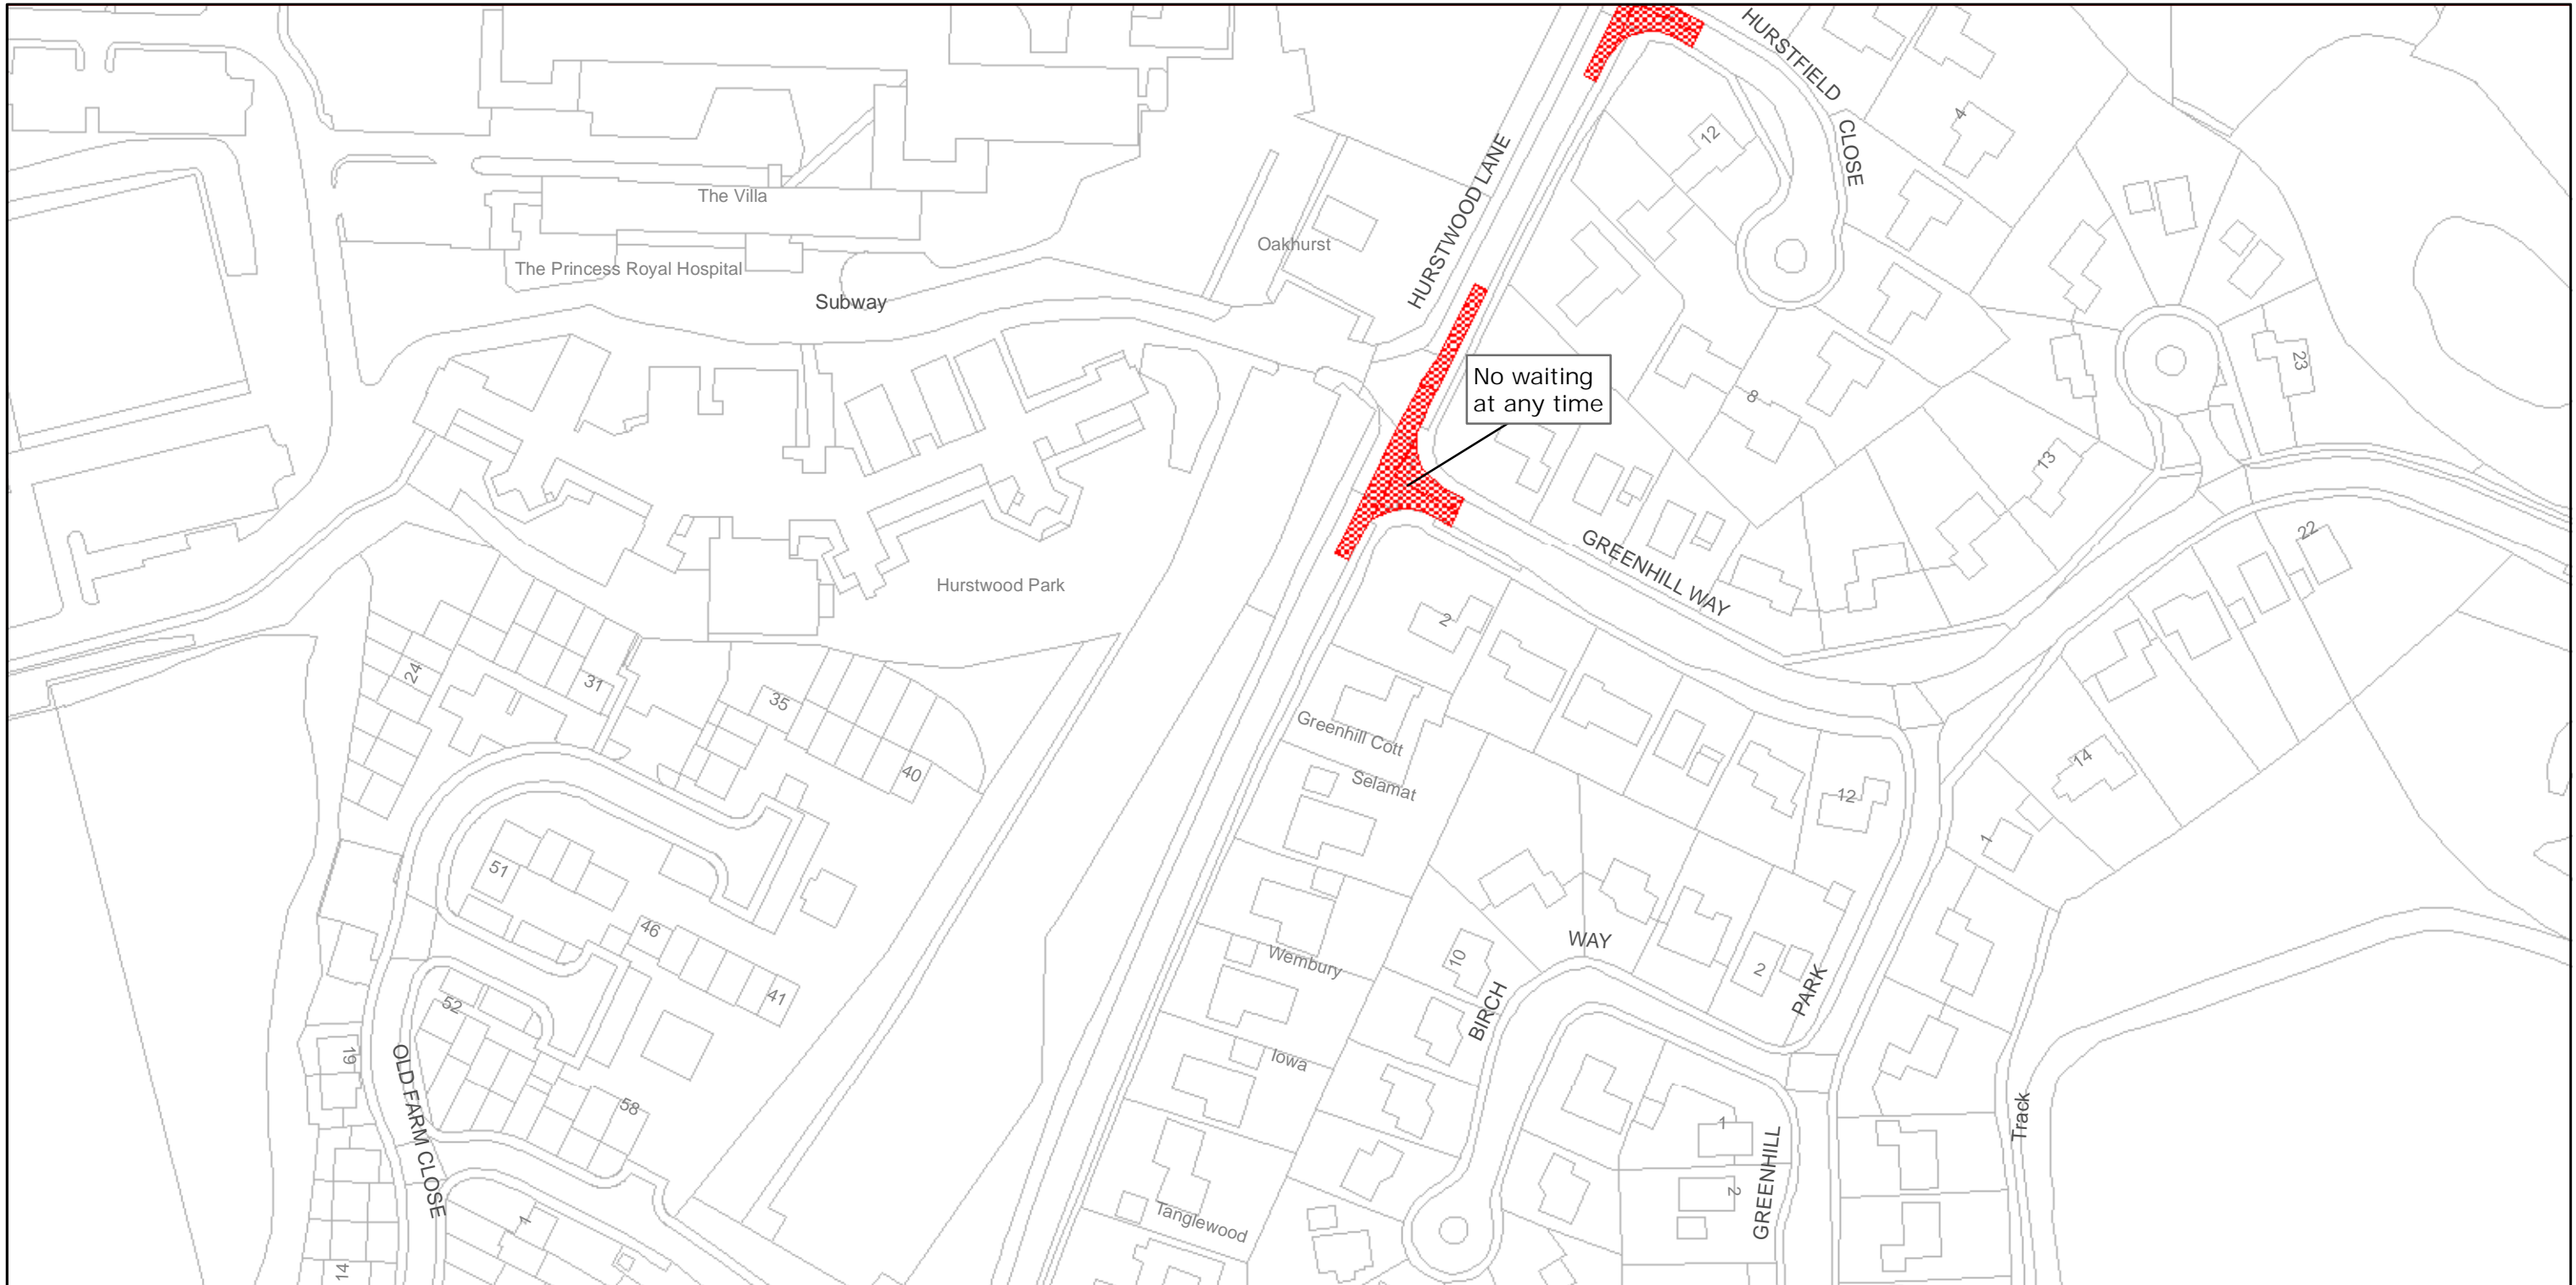 HURSTFIELD
CLOSE
12
4
HURSTWOOD LANE
The Villa
Oakhurst
The Princess Royal Hospital
Subway
No waiting
at any time
23
8
13
22
GREENHILL WAY
Hurstwood Park
2
24
31
35
40
Greenhill Cott
Selamat
14
12
1
51
46
41
WAY
10
2
PARK
Wembury
BIRCH
52
19
Iowa
58
OLD FARM CLOSE
Track
1
GREENHILL
2
Tanglewood
1
14